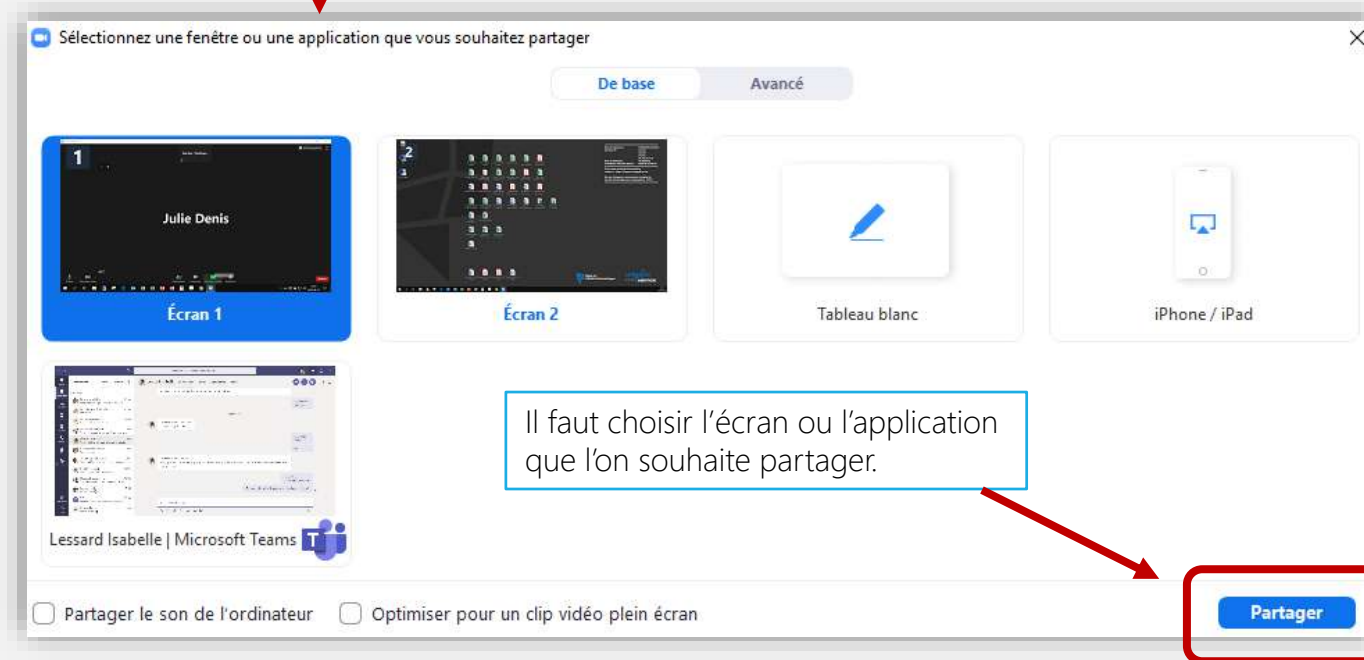 Sélectionnez une fenêtre ou une application que vous souhaitez partager
De base
Avancé
1
Julie Denis
Écran 1
2
Écran 2
Tableau blanc
iPhone / iPad
Lessard Isabelle | Microsoft Teams
T
Il faut choisir l’écran ou l’application
que l’on souhaite partager.
Partager le son de l'ordinateur
Optimiser pour un clip vidéo plein écran
Partager